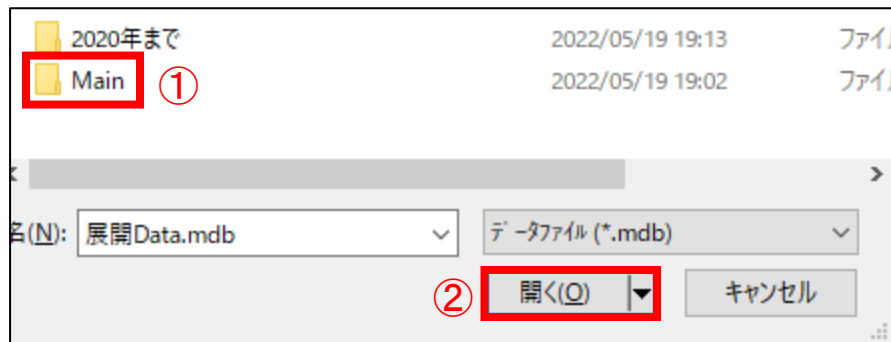 2020年まで 2022/05/19 19:13 ファイル
Main ① 2022/05/19 19:02 ファイル
名(N): 展開Data.mdb ﾃﾞｰﾀﾌｧｲﾙ (*.mdb)
② 開く(O) キャンセル